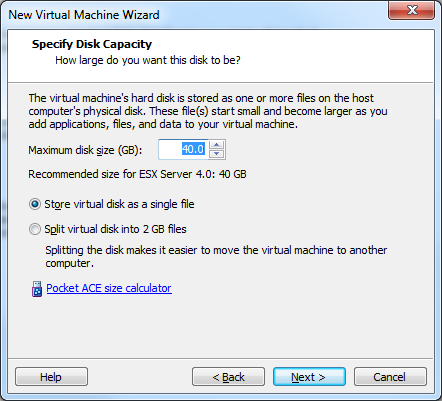 New Virtual Machine Wizard
Specify Disk Capacity
How large do you want this disk to be?
The virtual machine's hard disk is stored as one or more files on the host
computer's physical disk. These file(s) start small and become larger as you
add applications, files, and data to your virtual machine.
Maximum disk size (GB): 40.0
Recommended size for ESX Server 4.0: 40 GB
Store virtual disk as a single file
Split virtual disk into 2 GB files
Splitting the disk makes it easier to move the virtual machine to another
computer.
Pocket ACE size calculator
Help < Back Next > Cancel